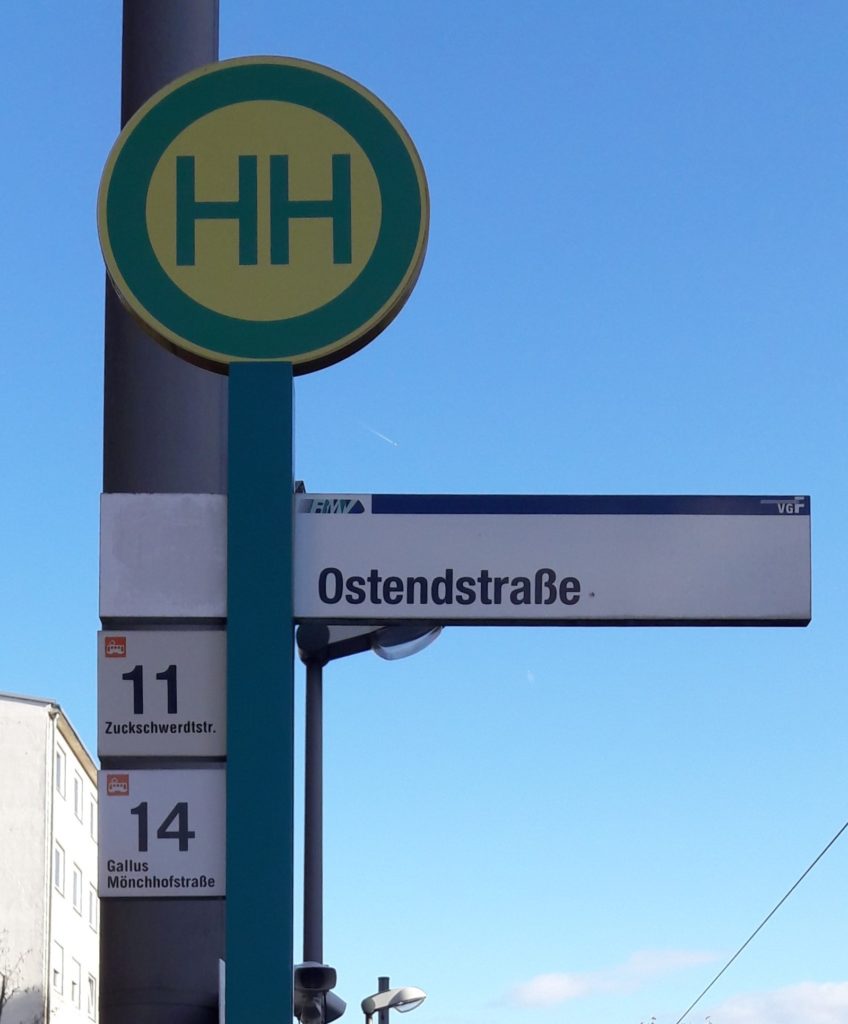 HH
RMV
VGF
Ostendstraße
11
Zuckschwerdtstr.
14
Gallus
Mönchhofstraße